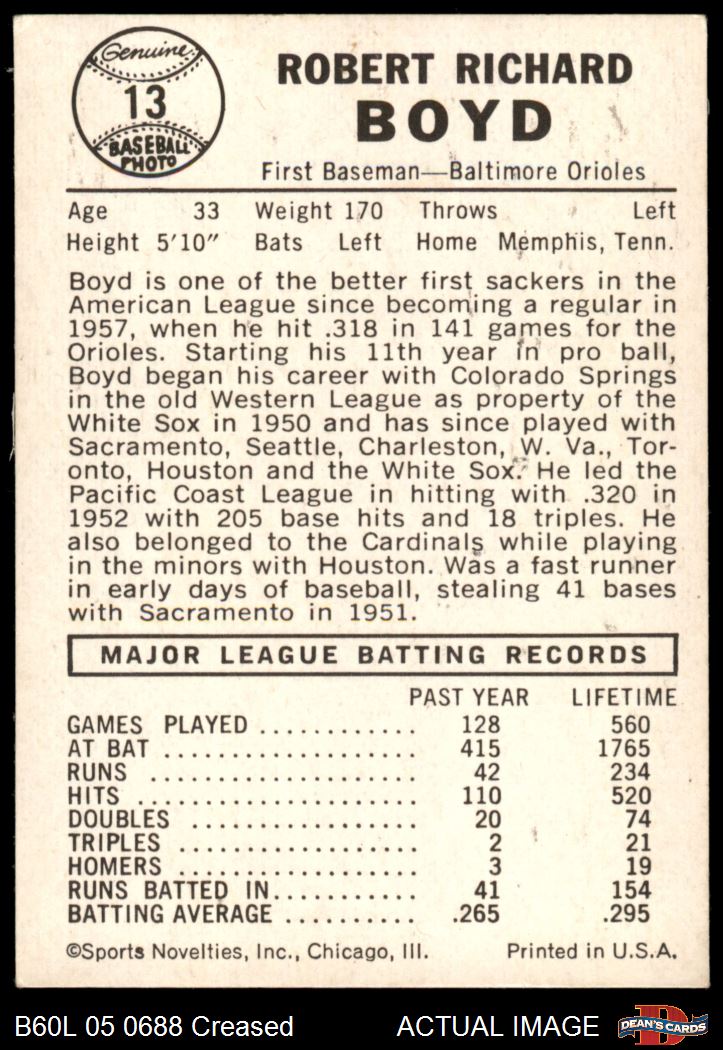 Genuine
13
BASEBALL
PHOTO
ROBERT RICHARD
BOYD
First Baseman—Baltimore Orioles
Age 33 Weight 170 Throws Left
Height 5'10" Bats Left Home Memphis, Tenn.
Boyd is one of the better first sackers in the
American League since becoming a regular in
1957, when he hit .318 in 141 games for the
Orioles. Starting his 11th year in pro ball,
Boyd began his career with Colorado Springs
in the old Western League as property of the
White Sox in 1950 and has since played with
Sacramento, Seattle, Charleston, W. Va., Tor-
onto, Houston and the White Sox. He led the
Pacific Coast League in hitting with .320 in
1952 with 205 base hits and 18 triples. He
also belonged to the Cardinals while playing
in the minors with Houston. Was a fast runner
in early days of baseball, stealing 41 bases
with Sacramento in 1951.
MAJOR LEAGUE BATTING RECORDS
PAST YEAR LIFETIME
GAMES PLAYED ............ 128 560
AT BAT .................... 415 1765
RUNS ..................... 42 234
HITS ...................... 110 520
DOUBLES ................. 20 74
TRIPLES .................. 2 21
HOMERS .................. 3 19
RUNS BATTED IN........... 41 154
BATTING AVERAGE .......... .265 .295
©Sports Novelties, Inc., Chicago, Ill. Printed in U.S.A.
B60L 05 0688 Creased ACTUAL IMAGE
D
DEAN'S CARDS